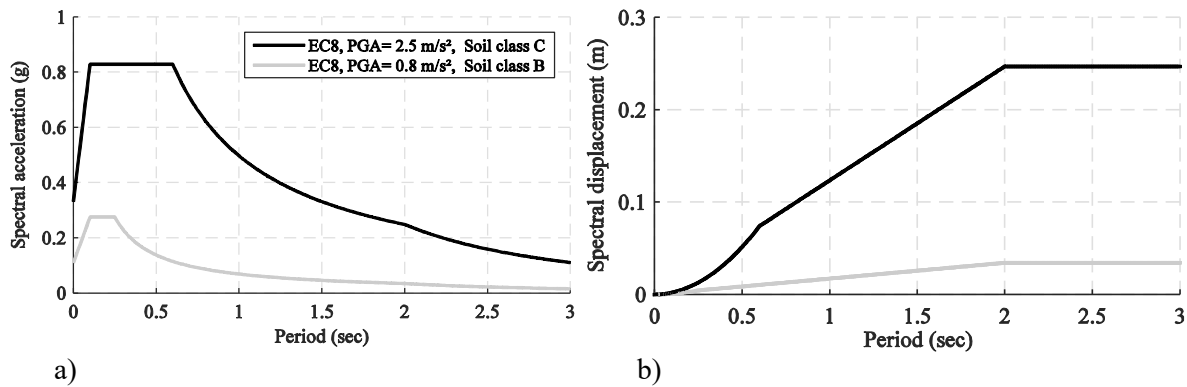 Spectral acceleration (g)
1
0.8
0.6
0.4
0.2
0
EC8, PGA= 2.5 m/s², Soil class C
EC8, PGA= 0.8 m/s², Soil class B
0 0.5 1 1.5 2 2.5 3
Period (sec)
a)
Spectral displacement (m)
0.3
0.2
0.1
0
0 0.5 1 1.5 2 2.5 3
Period (sec)
b)